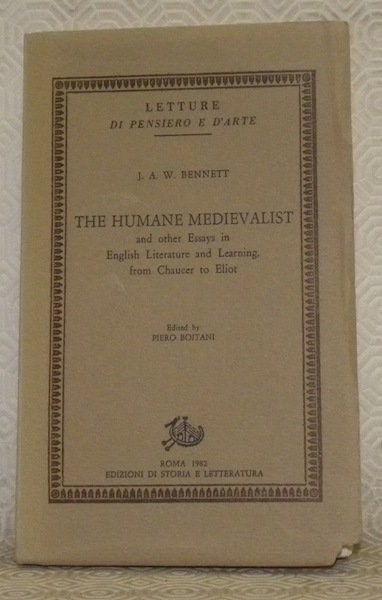 LETTURE
DI PENSIERO E D'ARTE
J. A. W. BENNETT
THE HUMANE MEDIEVALIST
and other Essays in
English Literature and Learning,
from Chaucer to Eliot
Edited by
PIERO BOITANI
ROMA 1982
EDIZIONI DI STORIA E LETTERATURA